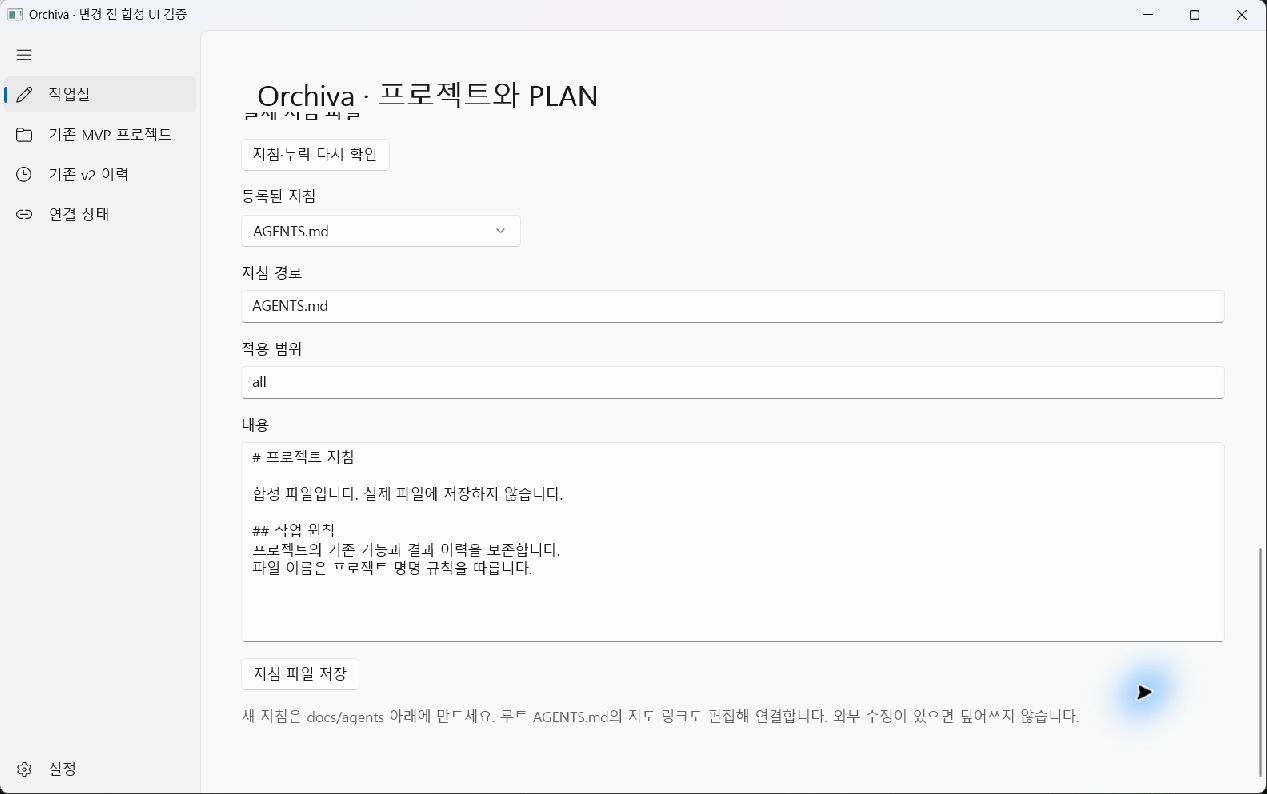 Orchiva · 변경 전 합성 UI 검증
작업실
기존 MVP 프로젝트
기존 v2 이력
연결 상태
설정
Orchiva · 프로젝트와 PLAN
실제 지침 파일
지침·누락 다시 확인
등록된 지침
AGENTS.md
지침 경로
AGENTS.md
적용 범위
all
내용
# 프로젝트 지침
합성 파일입니다. 실제 파일에 저장하지 않습니다.
## 작업 원칙
프로젝트의 기존 기능과 결과 이력을 보존합니다.
파일 이름은 프로젝트 명명 규칙을 따릅니다.
지침 파일 저장
새 지침은 docs/agents 아래에 만드세요. 루트 AGENTS.md의 지도 링크도 편집해 연결합니다. 외부 수정이 있으면 덮어쓰지 않습니다.